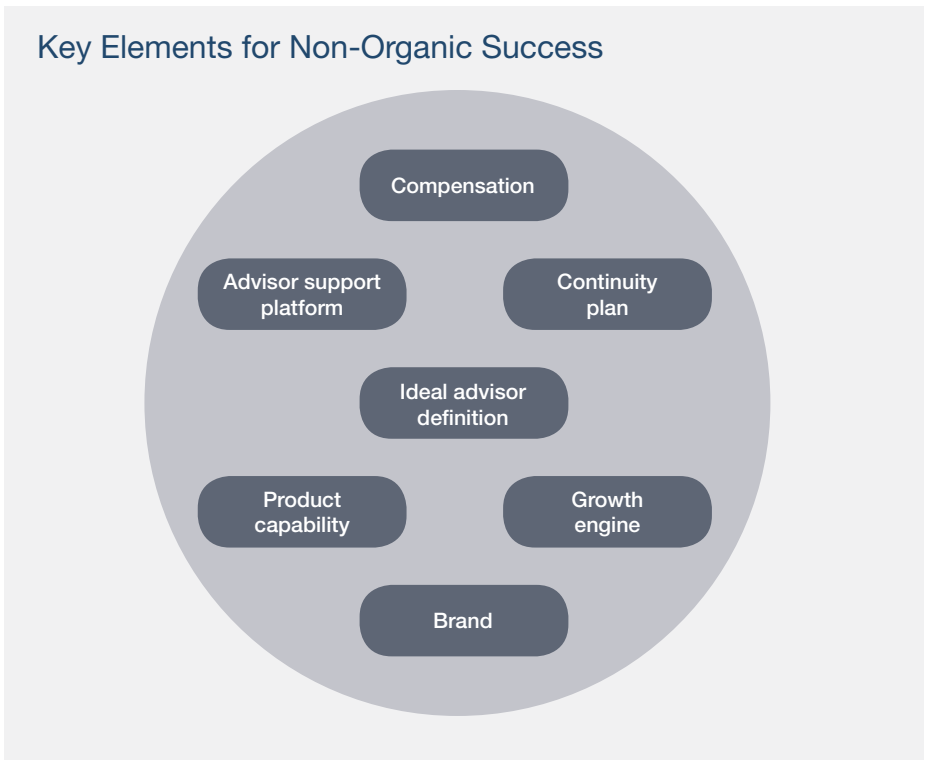 Key Elements for Non-Organic Success
Compensation
Advisor support
platform
Continuity
plan
Ideal advisor
definition
Product
capability
Growth
engine
Brand